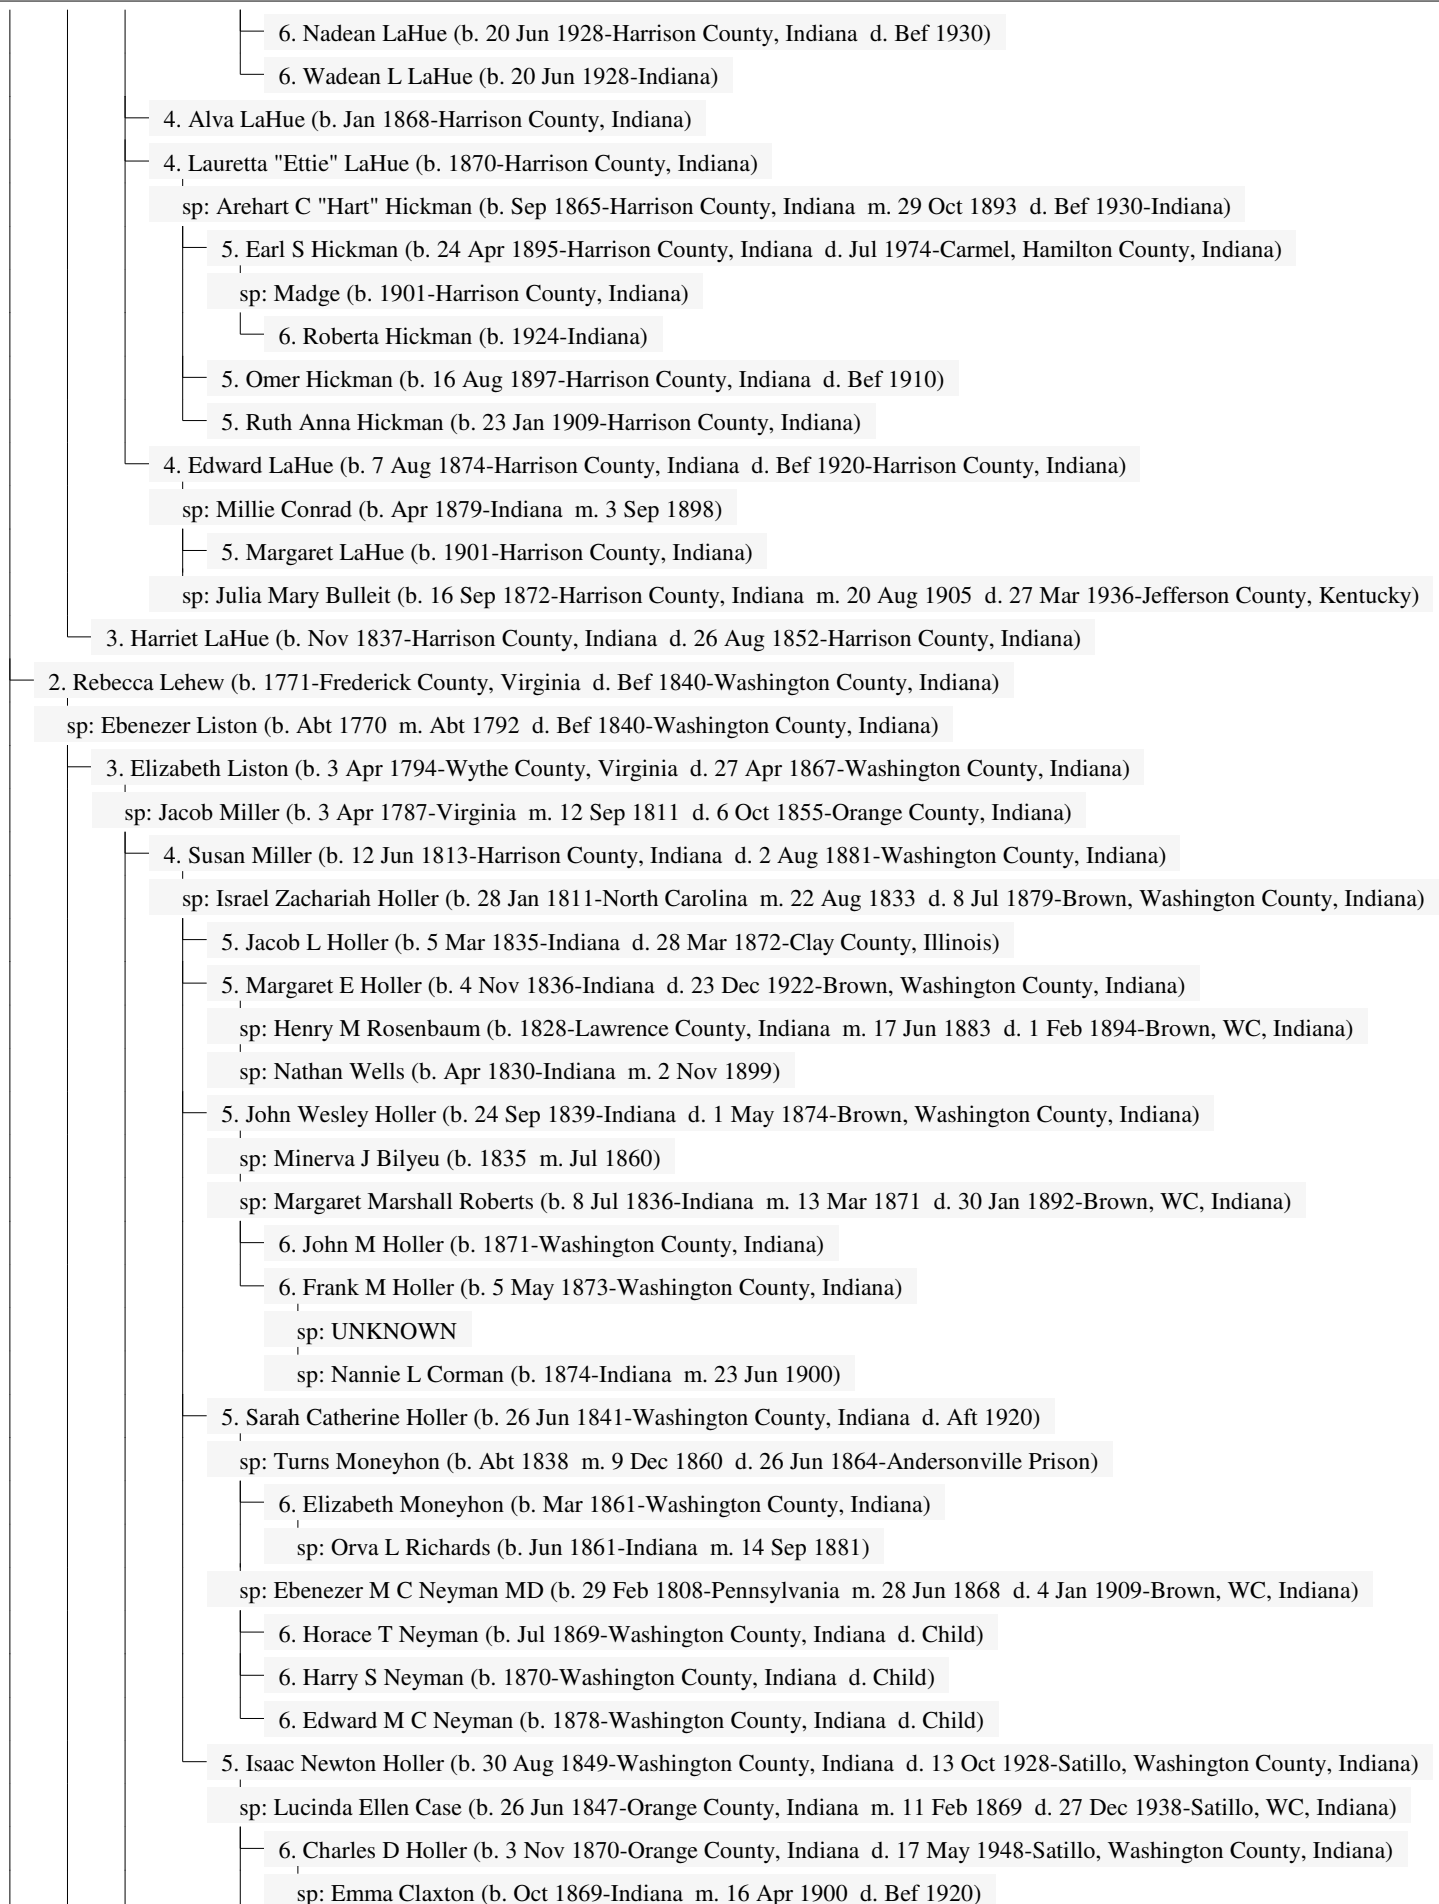 6. Nadean LaHue (b. 20 Jun 1928-Harrison County, Indiana d. Bef 1930)
6. Wadean L LaHue (b. 20 Jun 1928-Indiana)
4. Alva LaHue (b. Jan 1868-Harrison County, Indiana)
4. Lauretta "Ettie" LaHue (b. 1870-Harrison County, Indiana)
sp: Arehart C "Hart" Hickman (b. Sep 1865-Harrison County, Indiana m. 29 Oct 1893 d. Bef 1930-Indiana)
5. Earl S Hickman (b. 24 Apr 1895-Harrison County, Indiana d. Jul 1974-Carmel, Hamilton County, Indiana)
sp: Madge (b. 1901-Harrison County, Indiana)
6. Roberta Hickman (b. 1924-Indiana)
5. Omer Hickman (b. 16 Aug 1897-Harrison County, Indiana d. Bef 1910)
5. Ruth Anna Hickman (b. 23 Jan 1909-Harrison County, Indiana)
4. Edward LaHue (b. 7 Aug 1874-Harrison County, Indiana d. Bef 1920-Harrison County, Indiana)
sp: Millie Conrad (b. Apr 1879-Indiana m. 3 Sep 1898)
5. Margaret LaHue (b. 1901-Harrison County, Indiana)
sp: Julia Mary Bulleit (b. 16 Sep 1872-Harrison County, Indiana m. 20 Aug 1905 d. 27 Mar 1936-Jefferson County, Kentucky)
3. Harriet LaHue (b. Nov 1837-Harrison County, Indiana d. 26 Aug 1852-Harrison County, Indiana)
2. Rebecca Lehew (b. 1771-Frederick County, Virginia d. Bef 1840-Washington County, Indiana)
sp: Ebenezer Liston (b. Abt 1770 m. Abt 1792 d. Bef 1840-Washington County, Indiana)
3. Elizabeth Liston (b. 3 Apr 1794-Wythe County, Virginia d. 27 Apr 1867-Washington County, Indiana)
sp: Jacob Miller (b. 3 Apr 1787-Virginia m. 12 Sep 1811 d. 6 Oct 1855-Orange County, Indiana)
4. Susan Miller (b. 12 Jun 1813-Harrison County, Indiana d. 2 Aug 1881-Washington County, Indiana)
sp: Israel Zachariah Holler (b. 28 Jan 1811-North Carolina m. 22 Aug 1833 d. 8 Jul 1879-Brown, Washington County, Indiana)
5. Jacob L Holler (b. 5 Mar 1835-Indiana d. 28 Mar 1872-Clay County, Illinois)
5. Margaret E Holler (b. 4 Nov 1836-Indiana d. 23 Dec 1922-Brown, Washington County, Indiana)
sp: Henry M Rosenbaum (b. 1828-Lawrence County, Indiana m. 17 Jun 1883 d. 1 Feb 1894-Brown, WC, Indiana)
sp: Nathan Wells (b. Apr 1830-Indiana m. 2 Nov 1899)
5. John Wesley Holler (b. 24 Sep 1839-Indiana d. 1 May 1874-Brown, Washington County, Indiana)
sp: Minerva J Bilyeu (b. 1835 m. Jul 1860)
sp: Margaret Marshall Roberts (b. 8 Jul 1836-Indiana m. 13 Mar 1871 d. 30 Jan 1892-Brown, WC, Indiana)
6. John M Holler (b. 1871-Washington County, Indiana)
6. Frank M Holler (b. 5 May 1873-Washington County, Indiana)
sp: UNKNOWN
sp: Nannie L Corman (b. 1874-Indiana m. 23 Jun 1900)
5. Sarah Catherine Holler (b. 26 Jun 1841-Washington County, Indiana d. Aft 1920)
sp: Turns Moneyhon (b. Abt 1838 m. 9 Dec 1860 d. 26 Jun 1864-Andersonville Prison)
6. Elizabeth Moneyhon (b. Mar 1861-Washington County, Indiana)
sp: Orva L Richards (b. Jun 1861-Indiana m. 14 Sep 1881)
sp: Ebenezer M C Neyman MD (b. 29 Feb 1808-Pennsylvania m. 28 Jun 1868 d. 4 Jan 1909-Brown, WC, Indiana)
6. Horace T Neyman (b. Jul 1869-Washington County, Indiana d. Child)
6. Harry S Neyman (b. 1870-Washington County, Indiana d. Child)
6. Edward M C Neyman (b. 1878-Washington County, Indiana d. Child)
5. Isaac Newton Holler (b. 30 Aug 1849-Washington County, Indiana d. 13 Oct 1928-Satillo, Washington County, Indiana)
sp: Lucinda Ellen Case (b. 26 Jun 1847-Orange County, Indiana m. 11 Feb 1869 d. 27 Dec 1938-Satillo, WC, Indiana)
6. Charles D Holler (b. 3 Nov 1870-Orange County, Indiana d. 17 May 1948-Satillo, Washington County, Indiana)
sp: Emma Claxton (b. Oct 1869-Indiana m. 16 Apr 1900 d. Bef 1920)